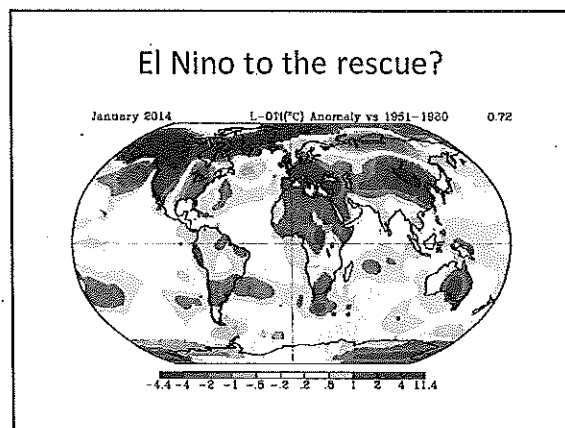 El Nino to the rescue?
January 2014 L-OTI(°C) Anomaly vs 1951-1980 0.72
-4.4 -4 -2 -1 -.5 -.2 .2 .5 1 2 4 11.4